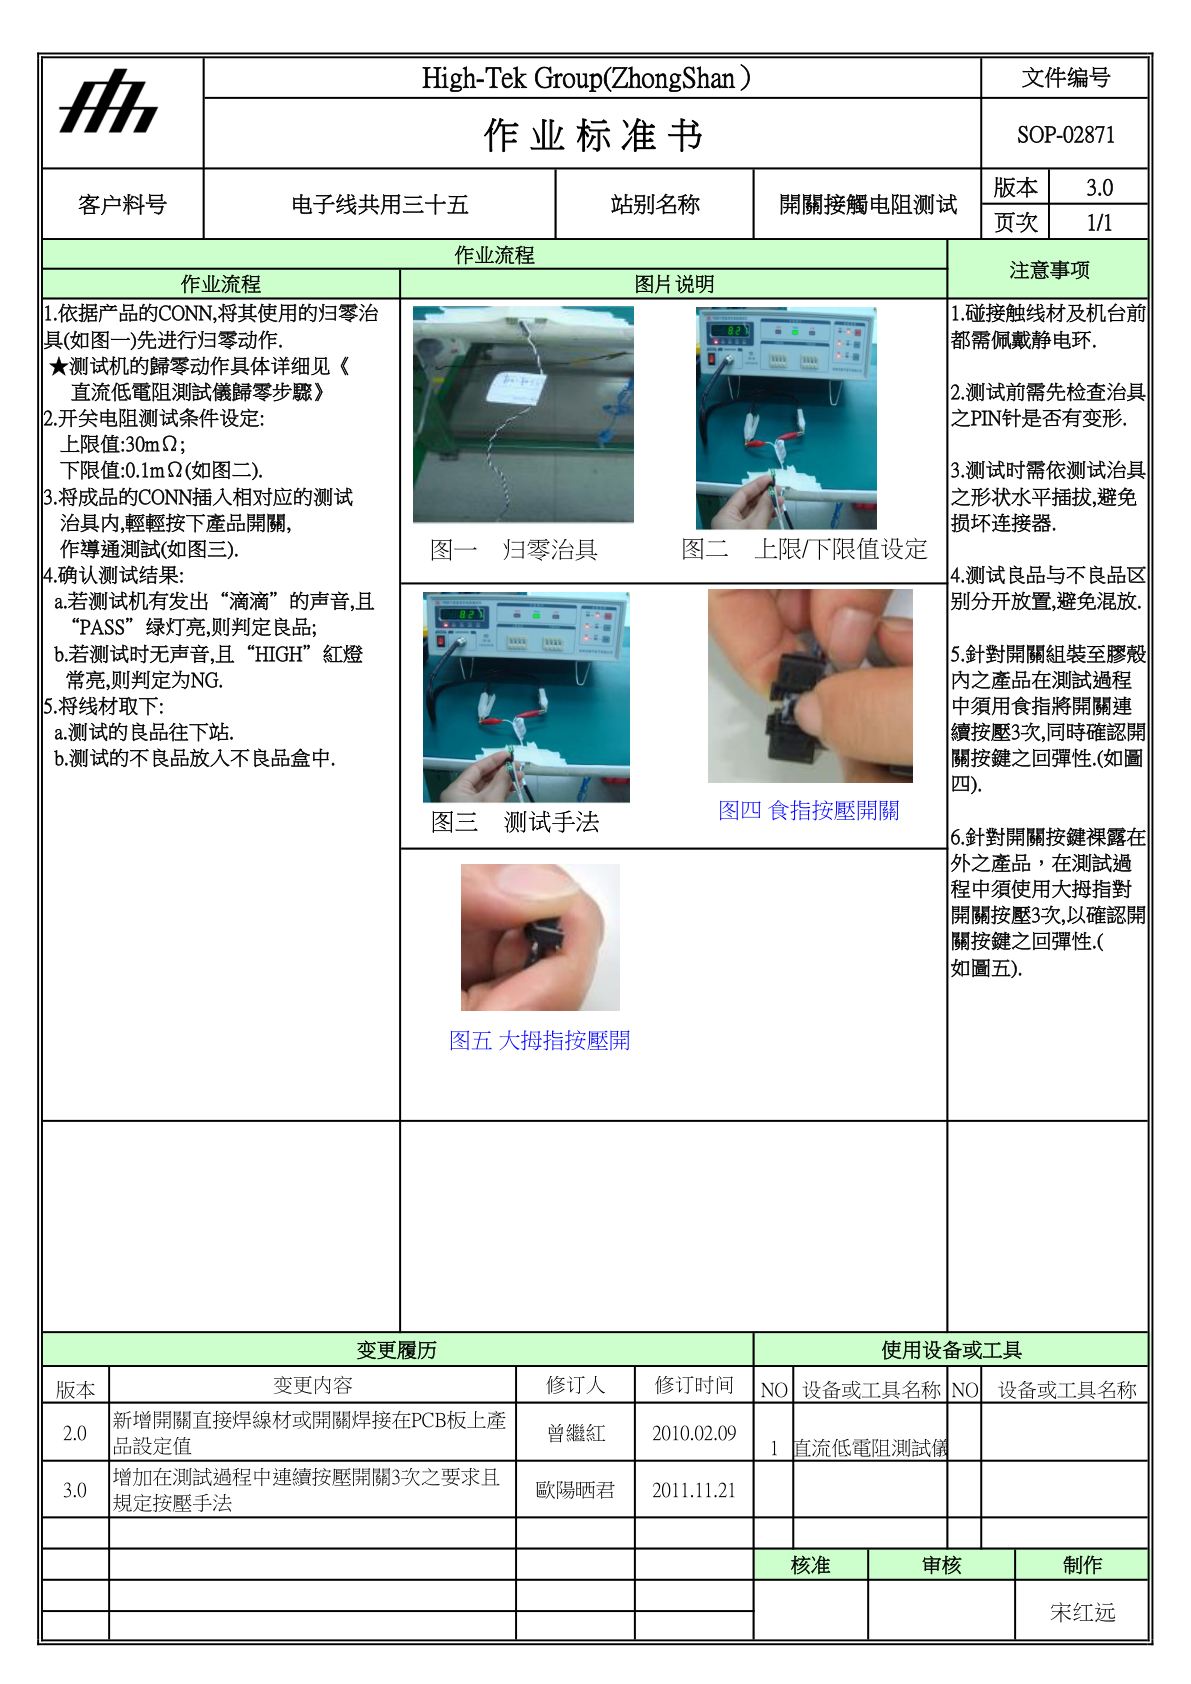 High-Tek Group(ZhongShan）
文件编号
作 业 标 准 书
SOP-02871
客户料号
电子线共用三十五
站别名称
開關接觸电阻测试
版本
3.0
页次
1/1
作业流程
注意事项
作业流程
图片说明
1.依据产品的CONN,将其使用的归零治
具(如图一)先进行归零动作.
★测试机的歸零动作具体详细见《
直流低電阻測試儀歸零步驟》
2.开关电阻测试条件设定:
上限值:30mΩ;
下限值:0.1mΩ(如图二).
3.将成品的CONN插入相对应的测试
治具内,輕輕按下產品開關,
作導通測試(如图三).
4.确认测试结果:
a.若测试机有发出“滴滴”的声音,且
“PASS”绿灯亮,则判定良品;
b.若测试时无声音,且“HIGH”紅燈
常亮,则判定为NG.
5.将线材取下:
a.测试的良品往下站.
b.测试的不良品放入不良品盒中.
图一 归零治具
图二 上限/下限值设定
图三 测试手法
图四 食指按壓開關
图五 大拇指按壓開
1.碰接触线材及机台前
都需佩戴静电环.
2.测试前需先检查治具
之PIN针是否有变形.
3.测试时需依测试治具
之形状水平插拔,避免
损坏连接器.
4.测试良品与不良品区
别分开放置,避免混放.
5.針對開關組裝至膠殼
內之產品在測試過程
中須用食指將開關連
續按壓3次,同時確認開
關按鍵之回彈性.(如圖
四).
6.針對開關按鍵裸露在
外之產品，在測試過
程中須使用大拇指對
開關按壓3次,以確認開
關按鍵之回彈性.(
如圖五).
变更履历
使用设备或工具
版本
变更内容
修订人
修订时间
NO
设备或工具名称
NO
设备或工具名称
2.0
新增開關直接焊線材或開關焊接在PCB板上產
品設定值
曾繼紅
2010.02.09
1
直流低電阻測試儀
3.0
增加在測試過程中連續按壓開關3次之要求且
規定按壓手法
歐陽晒君
2011.11.21
核准
审核
制作
宋红远